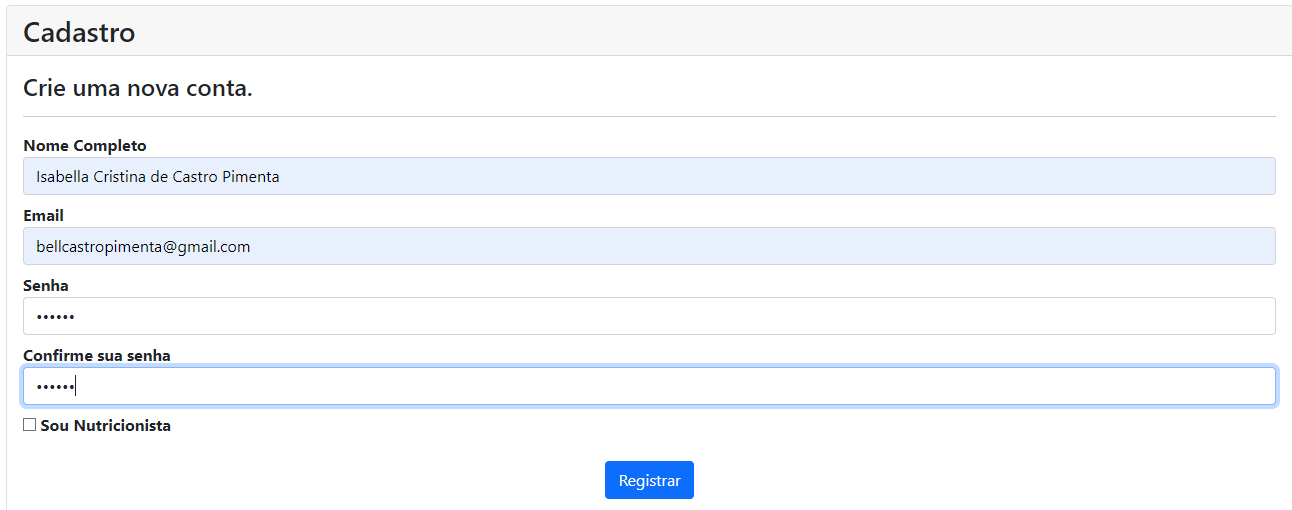 Cadastro
Crie uma nova conta.
Nome Completo
Isabella Cristina de Castro Pimenta
Email
bellcastropimenta@gmail.com
Senha
••••••
Confirme sua senha
••••••
Sou Nutricionista
Registrar